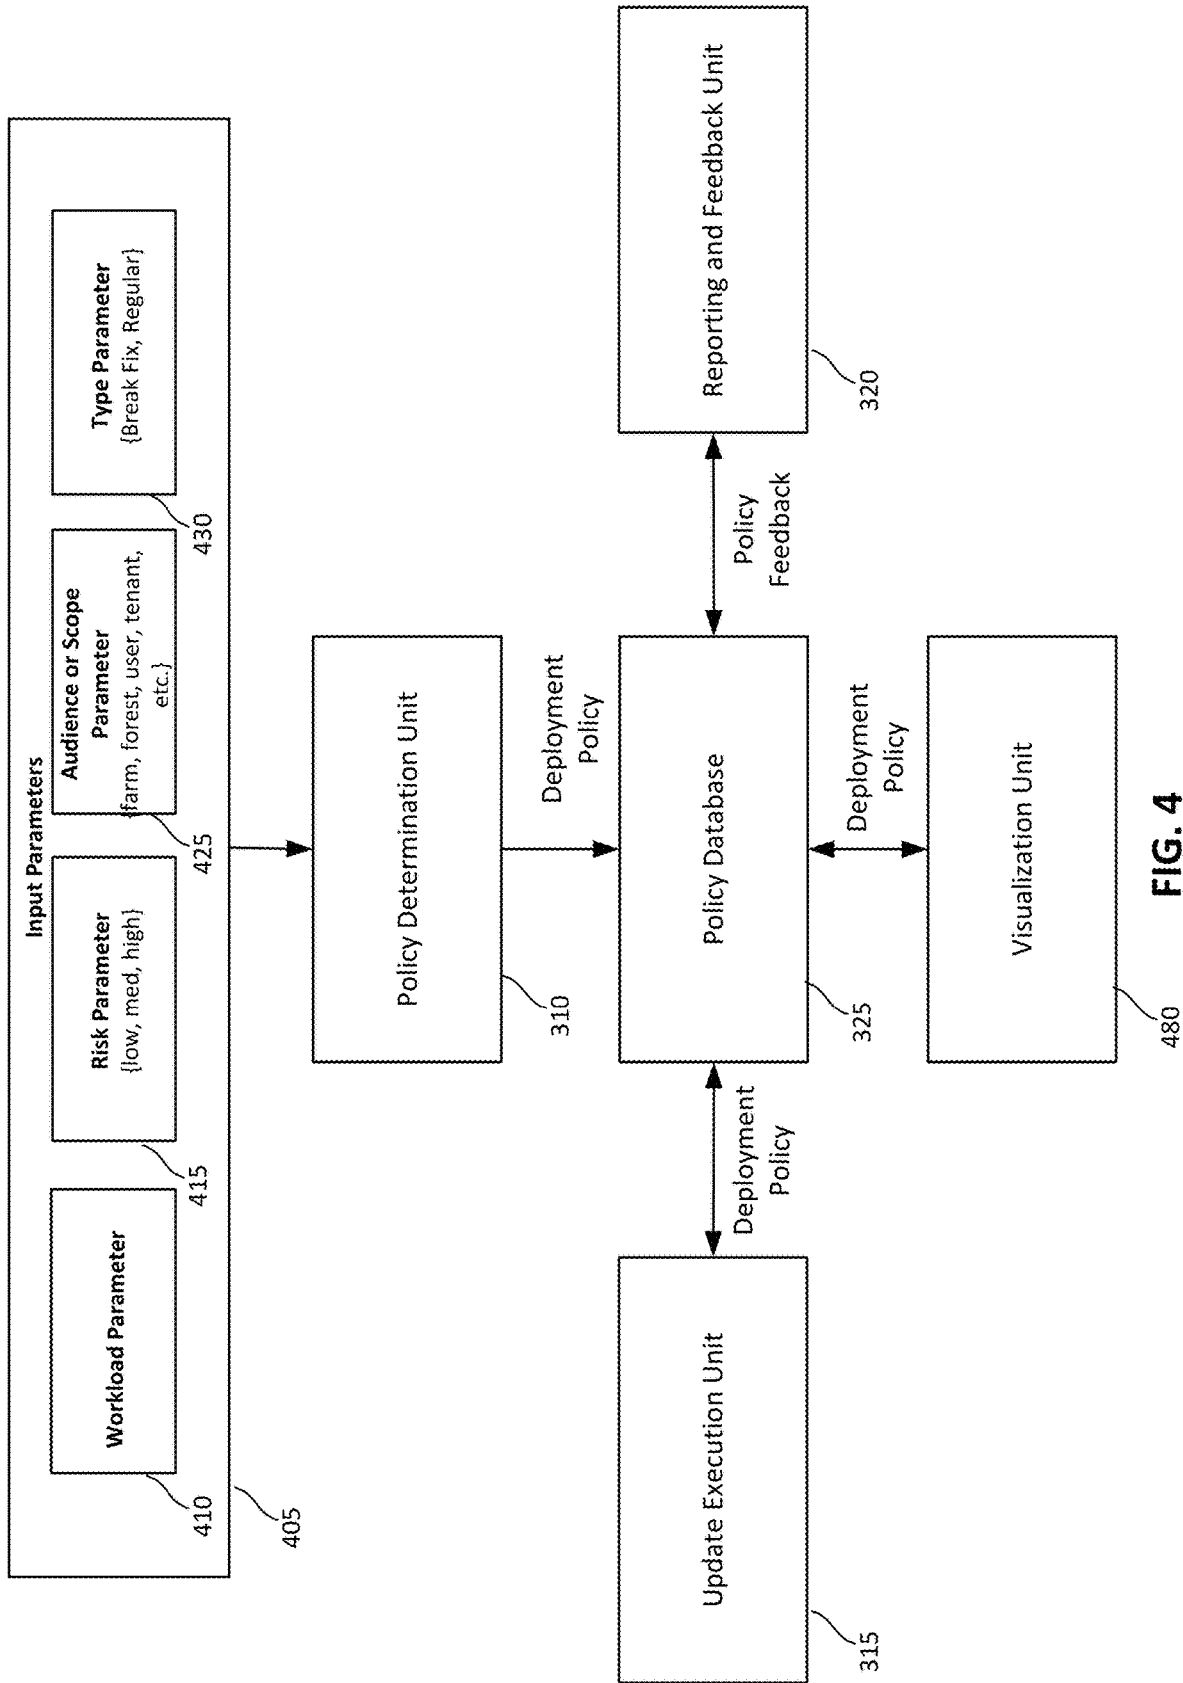 Input Parameters
Workload Parameter
410
Risk Parameter
{low, med, high}
415
Audience or Scope
Parameter
{farm, forest, user, tenant,
etc.}
425
Type Parameter
{Break Fix, Regular}
430
405
Policy Determination Unit
310
Deployment
Policy
Update Execution Unit
315
Deployment
Policy
Policy Database
325
Policy
Feedback
Reporting and Feedback Unit
320
Deployment
Policy
Visualization Unit
480
FIG. 4